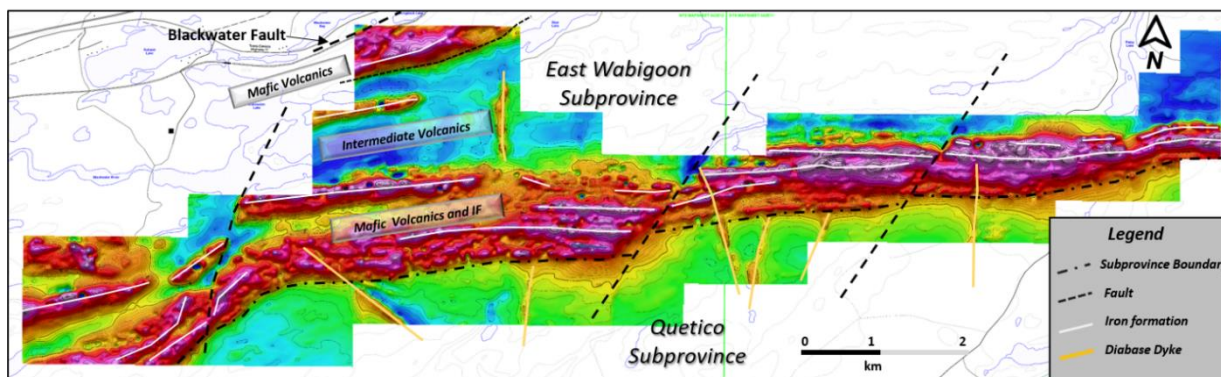 Blackwater Fault
Mafic Volcanics
East Wabigoon
Subprovince
N
Intermediate Volcanics
Mafic Volcanics and IF
Quetico
Subprovince
0 1 2
km
Legend
Subprovince Boundar
Fault
Iron formation
Diabase Dyke